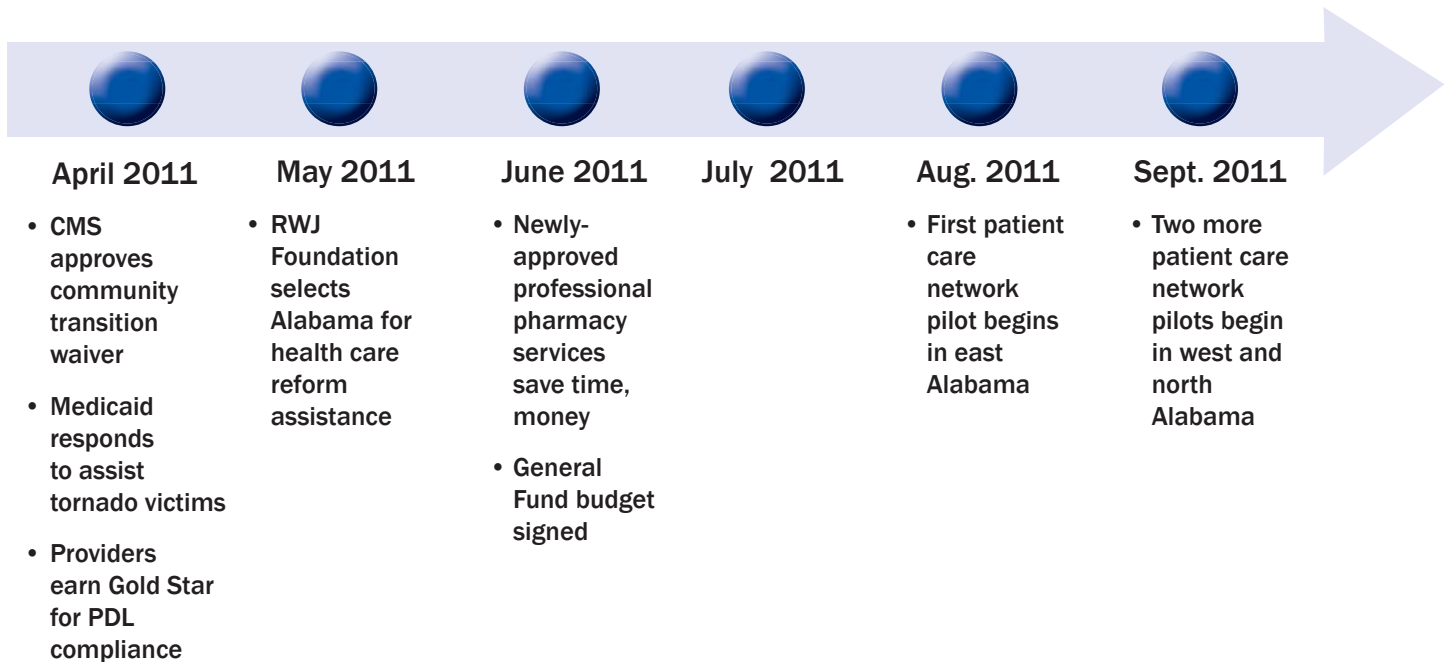 April 2011
• CMS
approves
community
transition
waiver
• Medicaid
responds
to assist
tornado victims
• Providers
earn Gold Star
for PDL
compliance
May 2011
• RWJ
Foundation
selects
Alabama for
health care
reform
assistance
June 2011
• Newly-
approved
professional
pharmacy
services
save time,
money
• General
Fund budget
signed
July 2011
Aug. 2011
• First patient
care
network
pilot begins
in east
Alabama
Sept. 2011
• Two more
patient care
network
pilots begin
in west and
north
Alabama